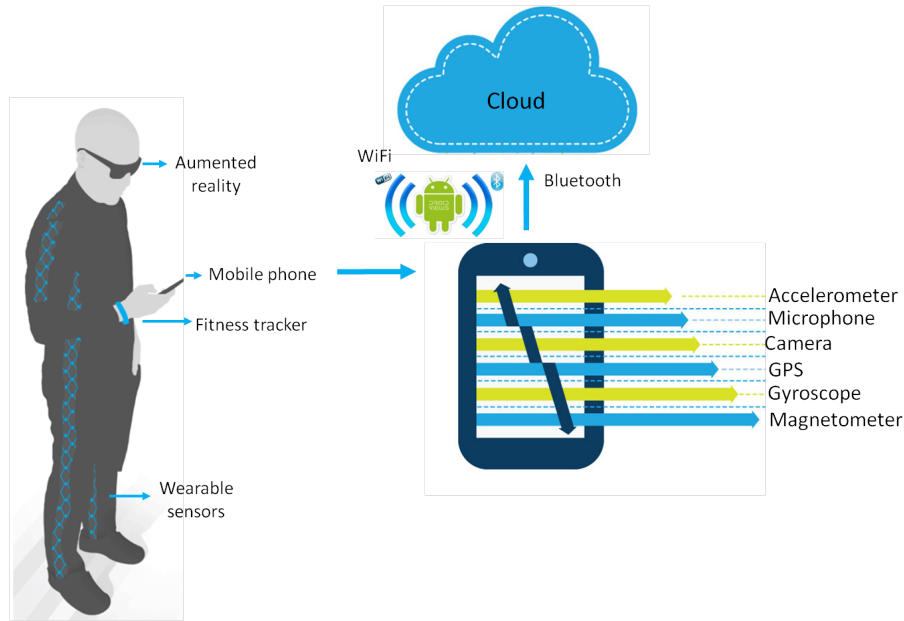 Cloud
WiFi
Bluetooth
Aumented
reality
Mobile phone
Fitness tracker
Wearable
sensors
Accelerometer
Microphone
Camera
GPS
Gyroscope
Magnetometer